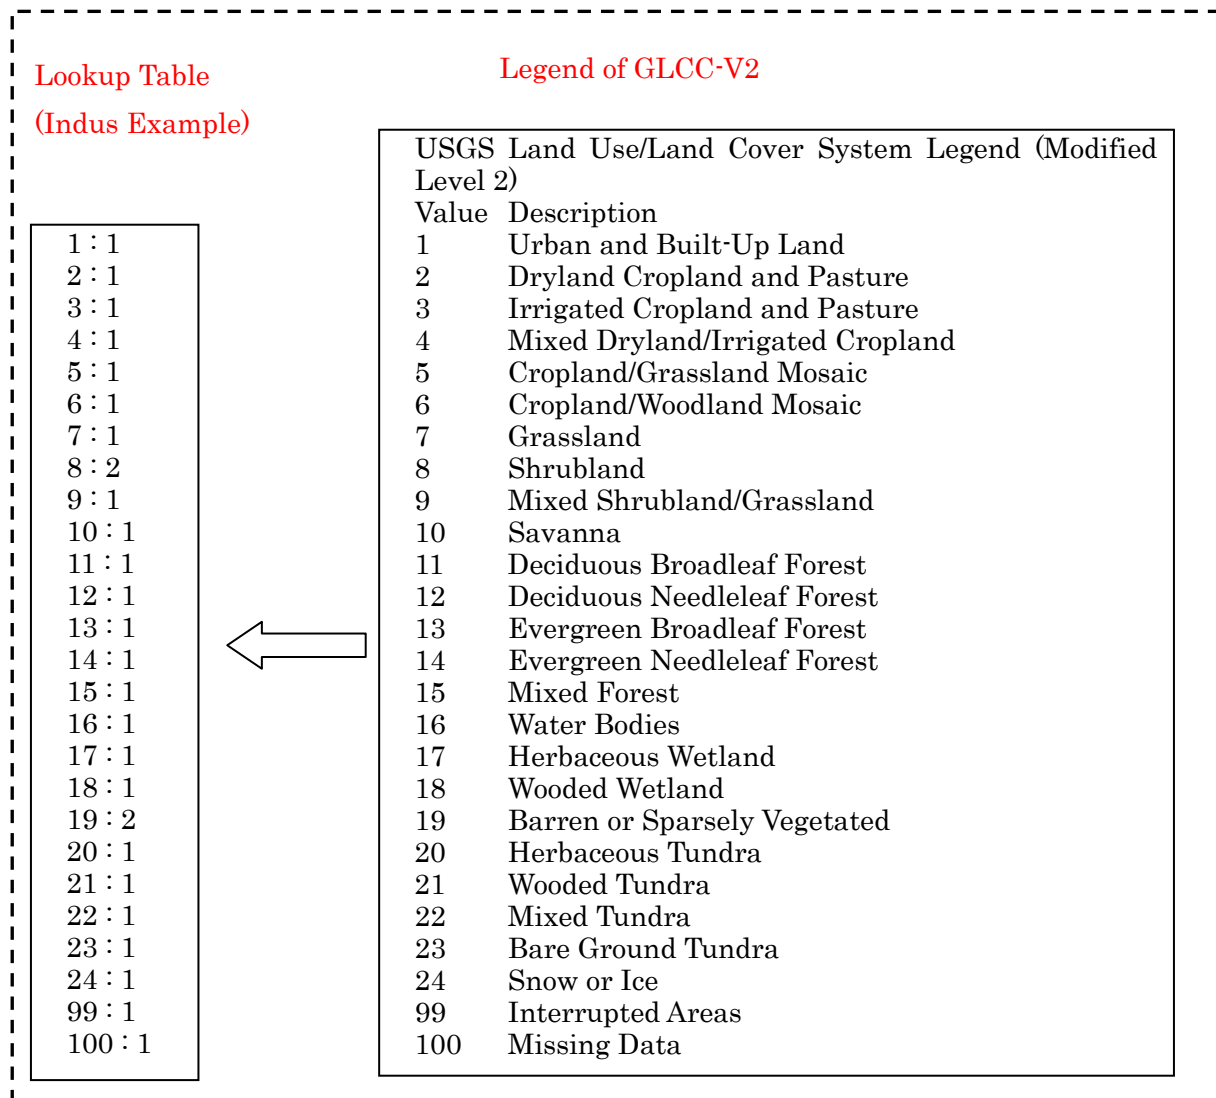 Lookup Table
(Indus Example)
Legend of GLCC-V2
1 : 1
2 : 1
3 : 1
4 : 1
5 : 1
6 : 1
7 : 1
8 : 2
9 : 1
10 : 1
11 : 1
12 : 1
13 : 1
14 : 1
15 : 1
16 : 1
17 : 1
18 : 1
19 : 2
20 : 1
21 : 1
22 : 1
23 : 1
24 : 1
99 : 1
100 : 1
USGS Land Use/Land Cover System Legend (Modified
Level 2)
Value Description
1 Urban and Built-Up Land
2 Dryland Cropland and Pasture
3 Irrigated Cropland and Pasture
4 Mixed Dryland/Irrigated Cropland
5 Cropland/Grassland Mosaic
6 Cropland/Woodland Mosaic
7 Grassland
8 Shrubland
9 Mixed Shrubland/Grassland
10 Savanna
11 Deciduous Broadleaf Forest
12 Deciduous Needleleaf Forest
13 Evergreen Broadleaf Forest
14 Evergreen Needleleaf Forest
15 Mixed Forest
16 Water Bodies
17 Herbaceous Wetland
18 Wooded Wetland
19 Barren or Sparsely Vegetated
20 Herbaceous Tundra
21 Wooded Tundra
22 Mixed Tundra
23 Bare Ground Tundra
24 Snow or Ice
99 Interrupted Areas
100 Missing Data